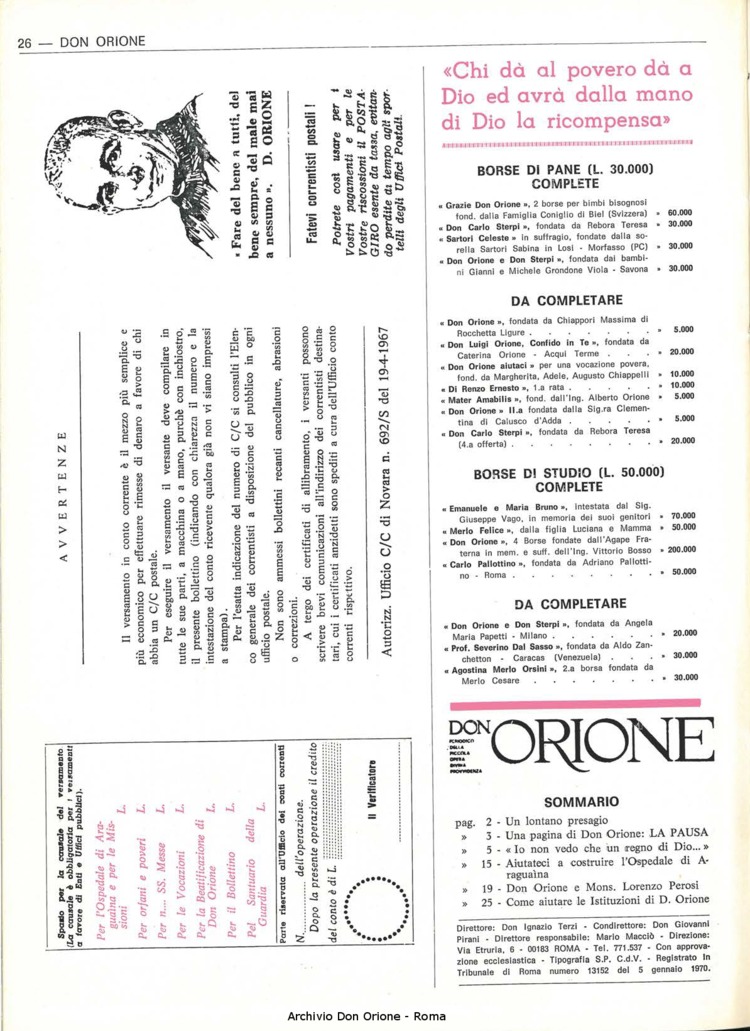 26 — DON ORIONE
« Fare del bene a tutti, del
bene sempre, del male mai
a nessuno ». D. ORIONE
Fatevi correntisti postali !
Potrete così usare per i
Vostri pagamenti e per le
Vostre riscossioni il POSTA-
GIRO esente da tassa, evitan-
do perdite di tempo agli spor-
telli degli Uffici Postali.
AVVERTENZE
Il versamento in conto corrente è il mezzo più semplice e
più economico per effettuare rimesse di denaro a favore di chi
abbia un C/C postale.
Per eseguire il versamento il versante deve compilare in
tutte le sue parti, a macchina o a mano, purchè con inchiostro,
il presente bollettino (indicando con chiarezza il numero e la
intestazione del conto ricevente qualora già non vi siano impressi
a stampa).
Per l'esatta indicazione del numero di C/C si consulti l'Elen-
co generale dei correntisti a disposizione del pubblico in ogni
ufficio postale.
Non sono ammessi bollettini recanti cancellature, abrasioni
o correzioni.
A tergo dei certificati di allibramento, i versanti possono
scrivere brevi comunicazioni all'indirizzo dei correntisti destina-
tari, cui i certificati anzidetti sono spediti a cura dell'Ufficio conto
correnti rispettivo.
Autorizz. Ufficio C/C di Novara n. 692/S del 19-4-1967
Spazio per la causale del versamento
(La causale è obbligatoria per i versamenti
a favore di Enti e Uffici pubblici).
Per l'Ospedale di Ara-
guaina e per le Mis-
sioni L.
Per orfani e poveri L.
Per n.... SS. Messe L.
Per le Vocazioni L.
Per la Beatificazione di
Don Orione L.
Per il Bollettino L.
Pel Santuario della
Guardia L.
Parte riservata all'Ufficio dei conti correnti
N............ dell'operazione.
Dopo la presente operazione il credito
del conto è di L.
Il Verificatore
«Chi dà al povero dà a
Dio ed avrà dalla mano
di Dio la ricompensa»
BORSE DI PANE (L. 30.000)
COMPLETE
« Grazie Don Orione », 2 borse per bimbi bisognosi
fond. dalla Famiglia Coniglio di Biel (Svizzera) » 60.000
« Don Carlo Sterpi », fondata da Rebora Teresa » 30.000
« Sartori Celeste » in suffragio, fondate dalla so-
rella Sartori Sabina in Losi - Morfasso (PC) » 30.000
« Don Orione e Don Sterpi », fondata dai bambi-
ni Gianni e Michele Grondone Viola - Savona » 30.000
DA COMPLETARE
« Don Orione », fondata da Chiappori Massima di
Rocchetta Ligure . . . . . . . » 5.000
« Don Luigi Orione, Confido in Te », fondata da
Caterina Orione - Acqui Terme . . . » 20.000
« Don Orione aiutaci » per una vocazione povera,
fond. da Margherita, Adele, Augusto Chiappelli » 10.000
« Di Renzo Ernesto », 1.a rata . . . . . » 10.000
« Mater Amabilis », fond. dall'Ing. Alberto Orione » 5.000
« Don Orione » II.a fondata dalla Sig.ra Clemen-
tina di Calusco d'Adda . . . . . » 5.000
« Don Carlo Sterpi », fondata da Rebora Teresa
(4.a offerta) . . . . . . . . » 20.000
BORSE DI STUDIO (L. 50.000)
COMPLETE
« Emanuele e Maria Bruno », intestata dal Sig.
Giuseppe Vago, in memoria dei suoi genitori » 70.000
« Merlo Felice », dalla figlia Luciana e Mamma » 50.000
« Don Orione », 4 Borse fondate dall'Agape Fra-
terna in mem. e suff. dell'Ing. Vittorio Bosso » 200.000
« Carlo Pallottino », fondata da Adriano Pallotti-
no - Roma . . . . . . . . » 50.000
DA COMPLETARE
« Don Orione e Don Sterpi », fondata da Angela
Maria Papetti - Milano . . . . . . » 20.000
« Prof. Severino Dal Sasso », fondata da Aldo Zan-
chetton - Caracas (Venezuela) . . . » 30.000
« Agostina Merlo Orsini », 2.a borsa fondata da
Merlo Cesare . . . . . . . » 30.000
DON ORIONE
PERIODICO
DELLA
PICCOLA
OPERA
DIVINA
PROVVIDENZA
SOMMARIO
pag. 2 - Un lontano presagio
» 3 - Una pagina di Don Orione: LA PAUSA
» 5 - « Io non vedo che un regno di Dio... »
» 15 - Aiutateci a costruire l'Ospedale di A-
raguaina
» 19 - Don Orione e Mons. Lorenzo Perosi
» 25 - Come aiutare le Istituzioni di D. Orione
Direttore: Don Ignazio Terzi - Condirettore: Don Giovanni
Pirani - Direttore responsabile: Mario Macciò - Direzione:
Via Etruria, 6 - 00183 ROMA - Tel. 771.537 - Con approva-
zione ecclesiastica - Tipografia S.P. C.d.V. - Registrato In
Tribunale di Roma numero 13152 del 5 gennaio 1970.
Archivio Don Orione - Roma